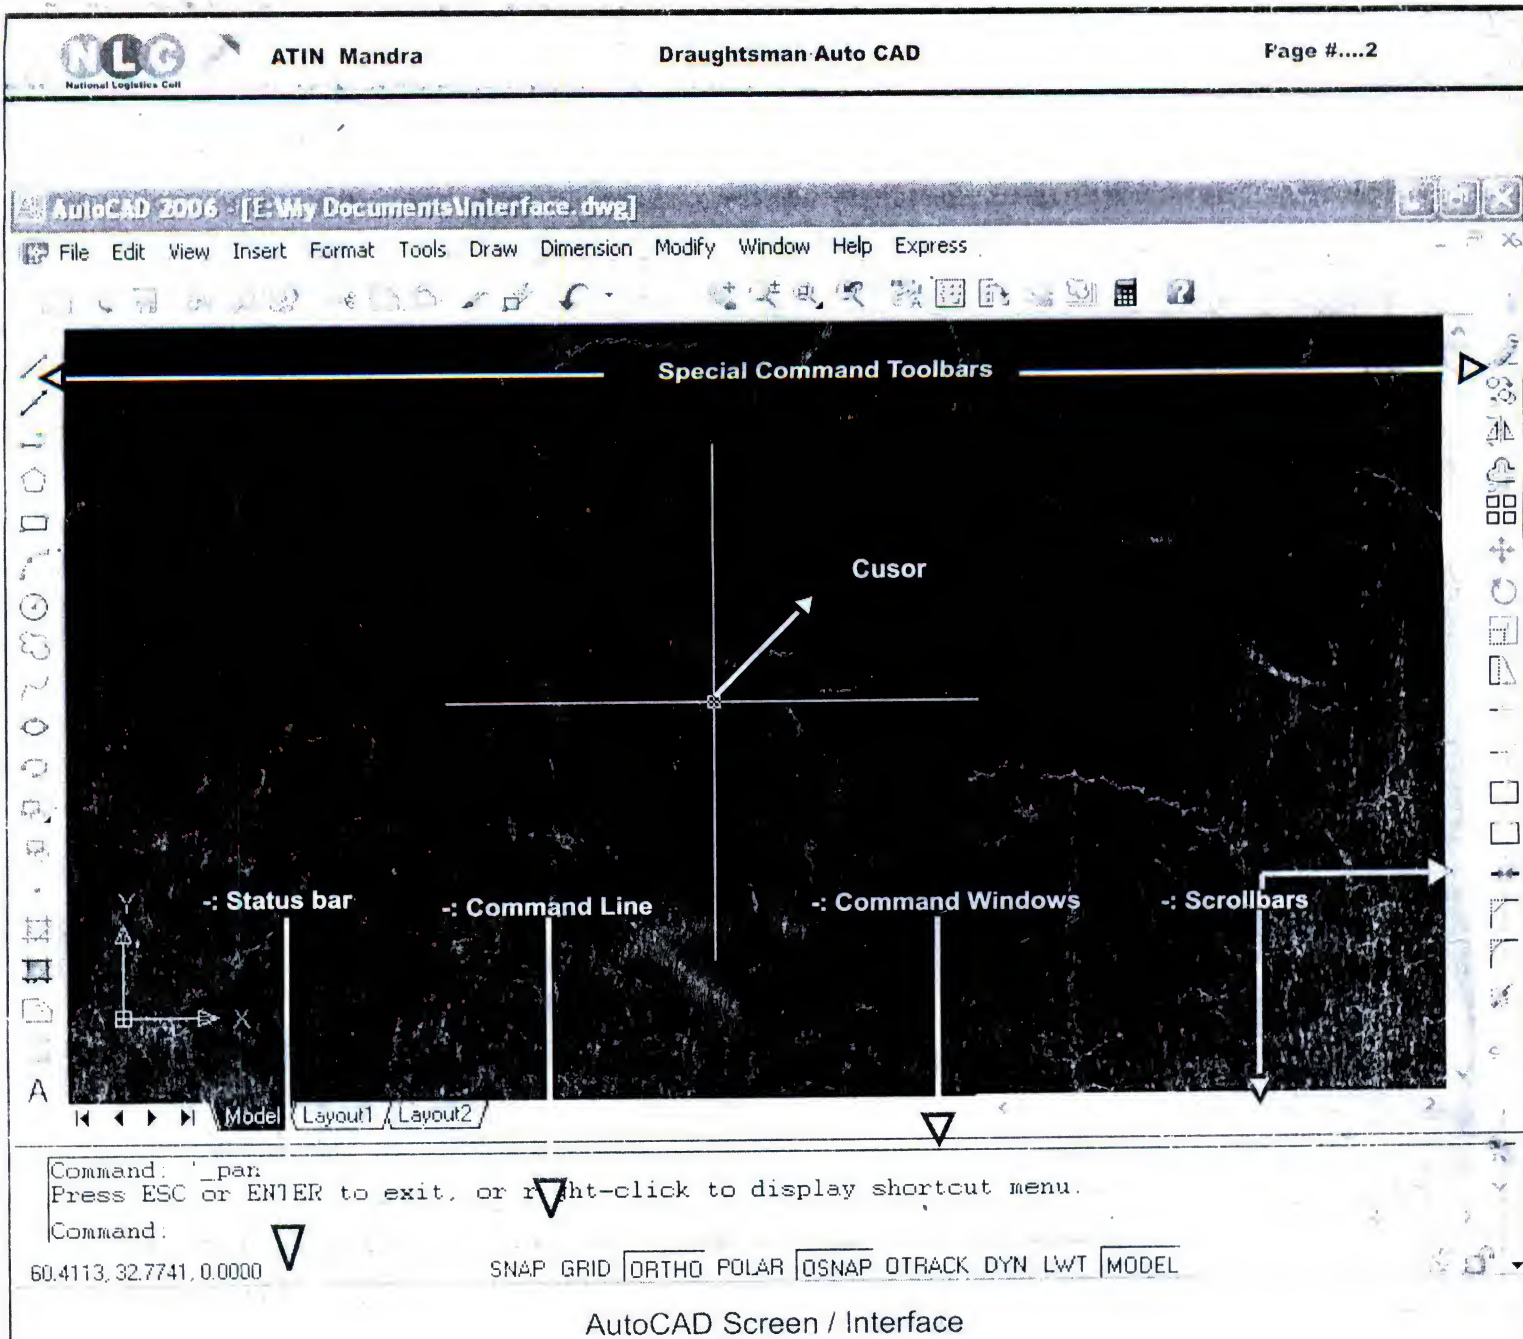 NLC ATIN Mandra Draughtsman Auto CAD Page #....2
National Logistics Cell
AutoCAD 2006 - [E:\My Documents\Interface.dwg]
File Edit View Insert Format Tools Draw Dimension Modify Window Help Express
Special Command Toolbars
Cusor
-: Status bar -: Command Line -: Command Windows -: Scrollbars
Y
X
A
Model Layout1 Layout2
Command: '_pan
Press ESC or ENTER to exit, or right-click to display shortcut menu.
Command:
60.4113, 32.7741, 0.0000 SNAP GRID ORTHO POLAR OSNAP OTRACK DYN LWT MODEL
AutoCAD Screen / Interface